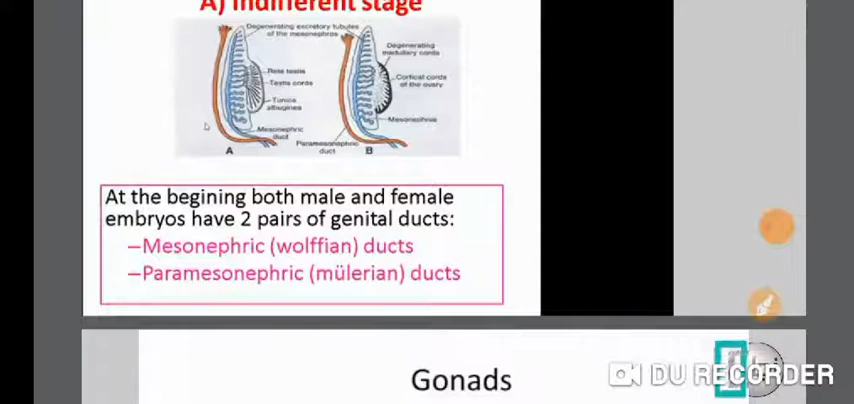 A) Indifferent stage
Degenerating excretory tubules
of the mesonephros
Degenerating
medullary cords
Rete testis
Testis cords
Cortical cords
of the ovary
Tunica
albuginea
Mesonephros
Mesonephric
duct
Paramesonephric
duct
A
B
At the begining both male and female
embryos have 2 pairs of genital ducts:
–Mesonephric (wolffian) ducts
–Paramesonephric (mülerian) ducts
Gonads
DU RECORDER